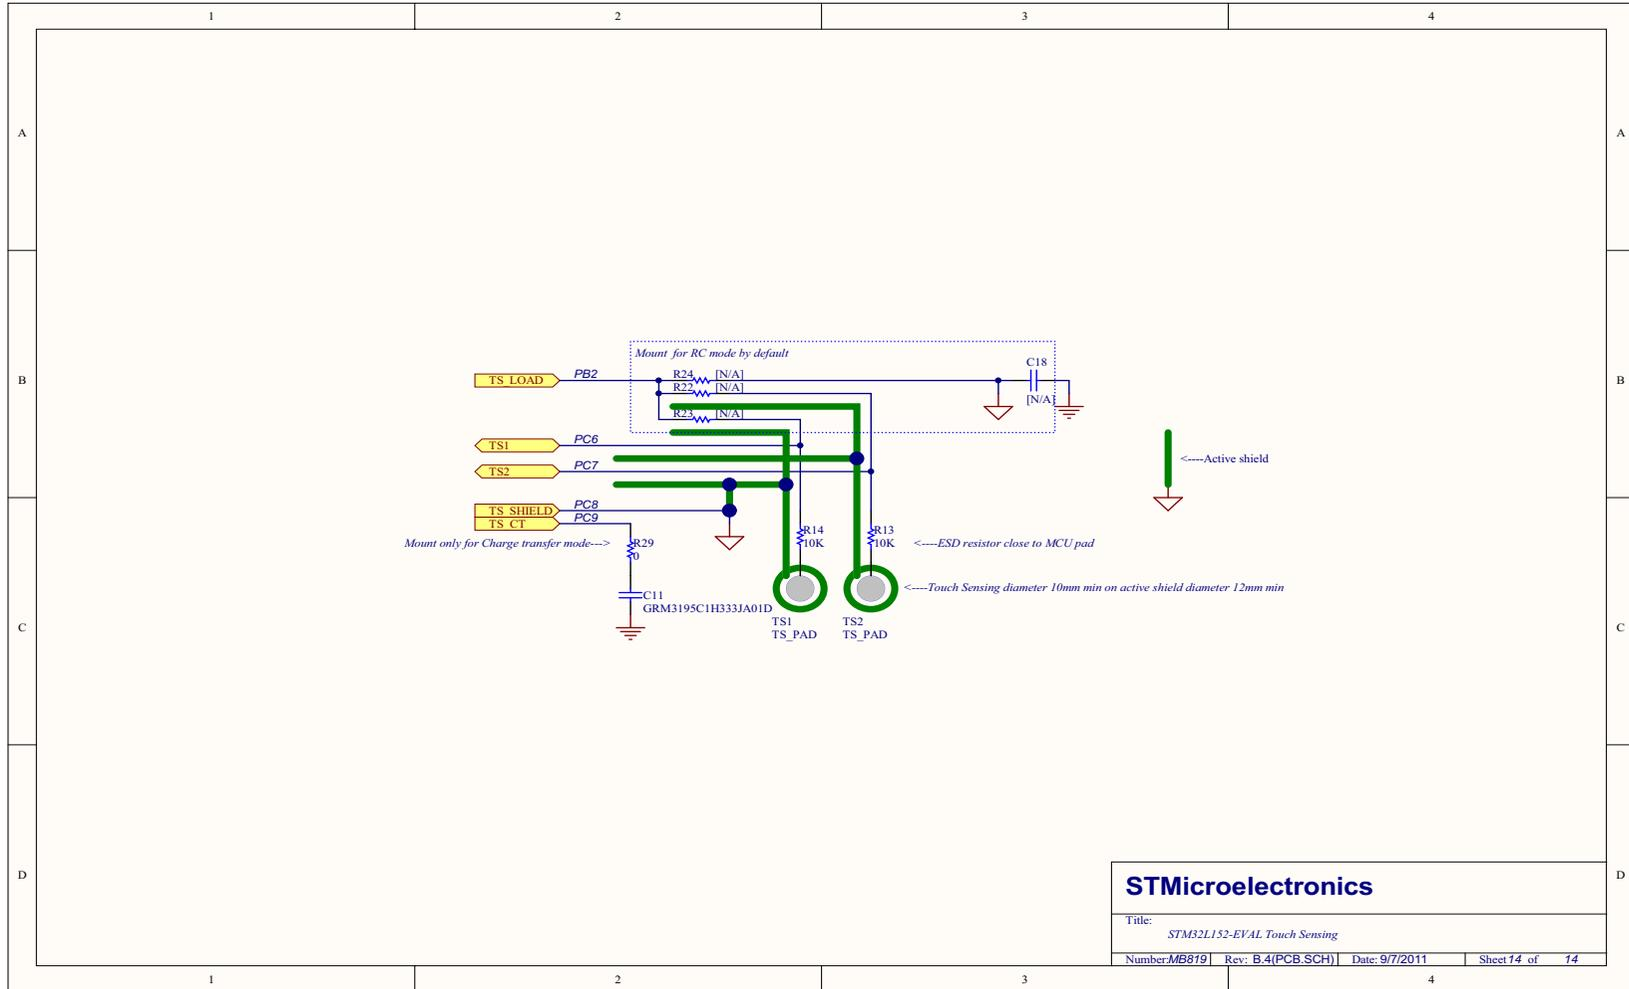 1 2 3 4
A A
Mount for RC mode by default
C18
TS_LOAD PB2 R24 [N/A]
B R22 [N/A] B
[N/A]
R23 [N/A]
TS1 PC6
<----Active shield
TS2 PC7
TS_SHIELD PC8
TS_CT PC9
R14 R13
10K 10K
Mount only for Charge transfer mode---> R29 <----ESD resistor close to MCU pad
0
<----Touch Sensing diameter 10mm min on active shield diameter 12mm min
C11
GRM3195C1H333JA01D
TS1 TS2
C C
TS_PAD TS_PAD
D D
STMicroelectronics
Title:
STM32L152-EVAL Touch Sensing
Number:MB819 Rev: B.4(PCB.SCH) Date: 9/7/2011 Sheet 14 of 14
1 2 3 4